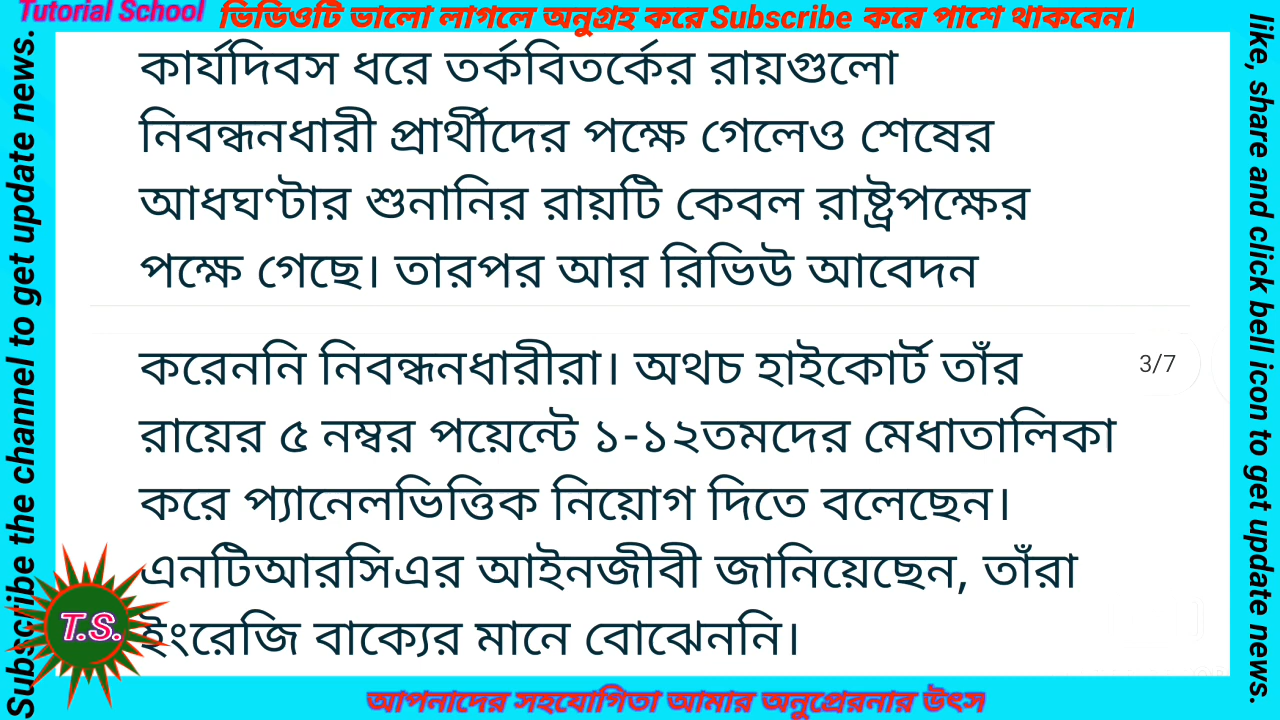 Tutorial School
ভিডিওটি ভালো লাগলে অনুগ্রহ করে Subscribe করে পাশে থাকবেন।
Subscribe the channel to get update news.
কার্যদিবস ধরে তর্কবিতর্কের রায়গুলো
নিবন্ধনধারী প্রার্থীদের পক্ষে গেলেও শেষের
আধঘণ্টার শুনানির রায়টি কেবল রাষ্ট্রপক্ষের
পক্ষে গেছে। তারপর আর রিভিউ আবেদন
করেননি নিবন্ধনধারীরা। অথচ হাইকোর্ট তাঁর
3/7
রায়ের ৫ নম্বর পয়েন্টে ১-১২তমদের মেধাতালিকা
করে প্যানেলভিত্তিক নিয়োগ দিতে বলেছেন।
এনটিআরসিএর আইনজীবী জানিয়েছেন, তাঁরা
ইংরেজি বাক্যের মানে বোঝেননি।
T.S.
like, share and click bell icon to get update news.
আপনাদের সহযোগিতা আমার অনুপ্রেরনার উৎস